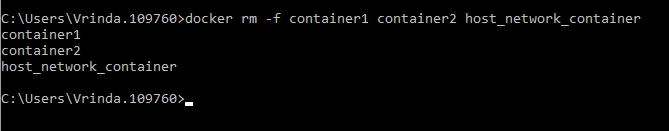 C:\Users\Vrinda.109760>docker rm -f container1 container2 host_network_container
container1
container2
host_network_container
C:\Users\Vrinda.109760>